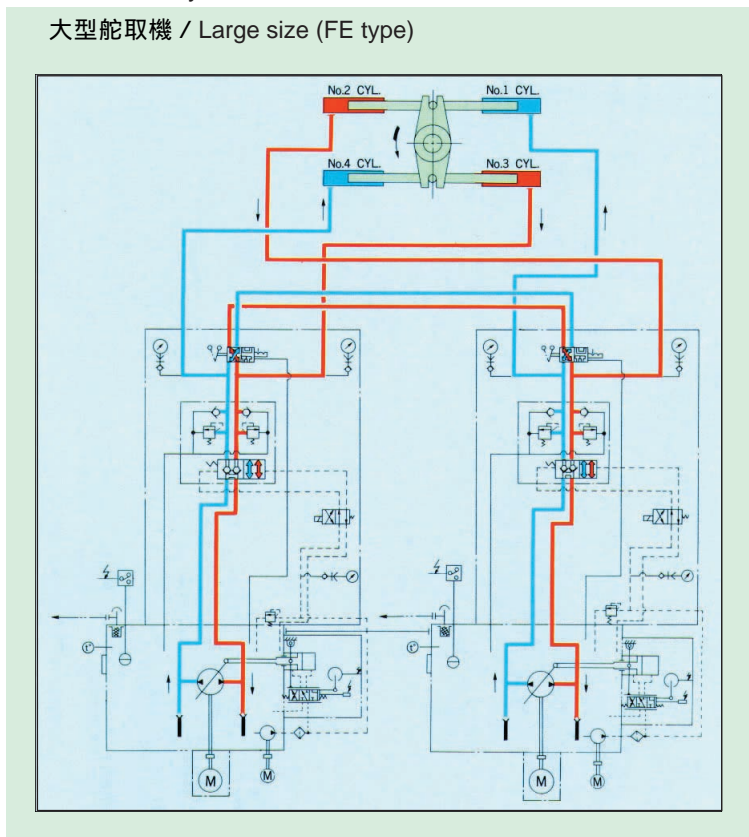 大型舵取機 / Large size (FE type)
No.2 CYL.
No.1 CYL.
No.4 CYL.
No.3 CYL.
t°
t°
M
M
M
M